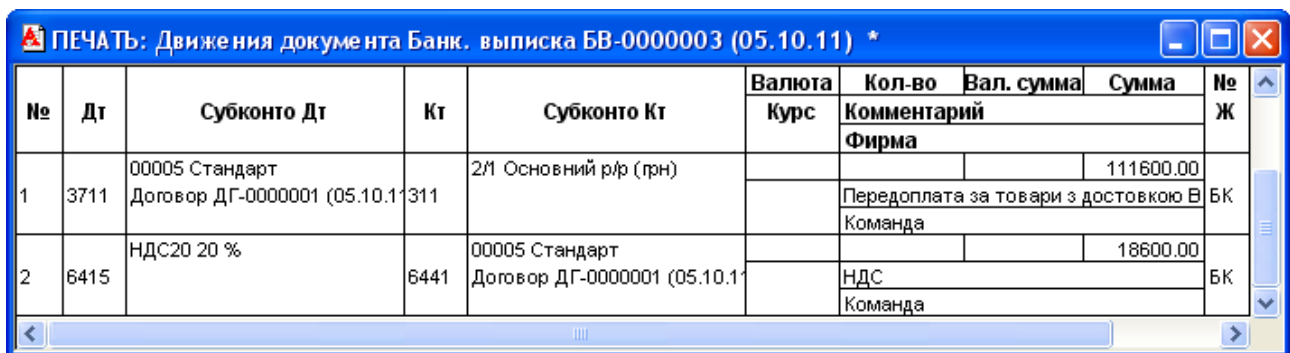 ПЕЧАТЬ: Движения документа Банк. выписка БВ-0000003 (05.10.11) *
№ Дт Субконто Дт Кт Субконто Кт Валюта Кол-во Вал. сумма Сумма № Ж
Курс Комментарий
Фирма
1 3711 00005 Стандарт 311 2/1 Основний р/р (грн) 111600.00 БК
Договор ДГ-0000001 (05.10.11 Передоплата за товари з достовкою В
Команда
2 6415 НДС20 20 % 6441 00005 Стандарт 18600.00 БК
Договор ДГ-0000001 (05.10.11 НДС
Команда